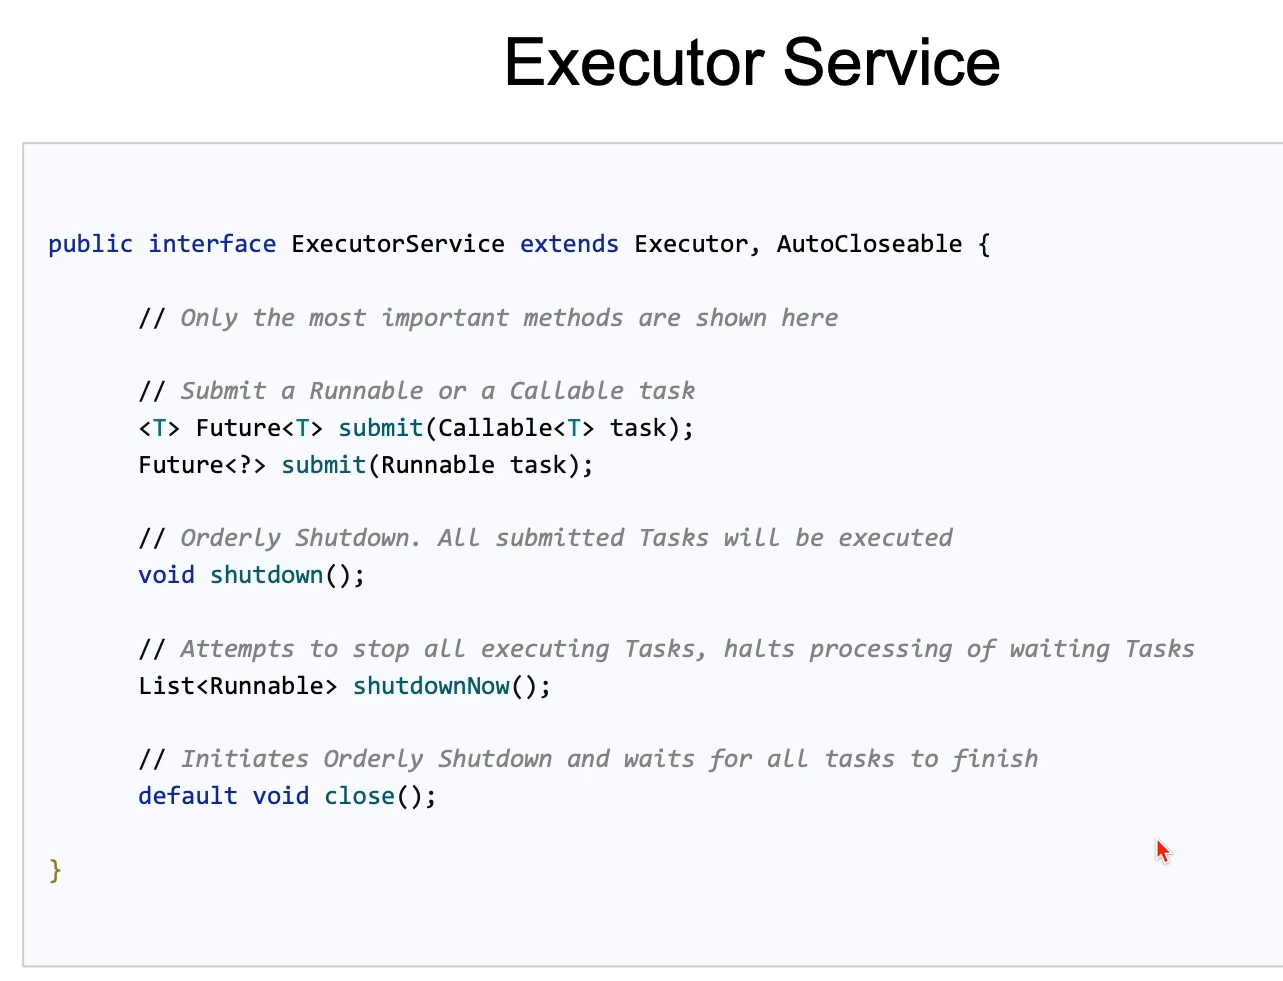 Executor Service
public interface ExecutorService extends Executor, AutoCloseable {
// Only the most important methods are shown here
// Submit a Runnable or a Callable task
<T> Future<T> submit(Callable<T> task);
Future<?> submit(Runnable task);
// Orderly Shutdown. All submitted Tasks will be executed
void shutdown();
// Attempts to stop all executing Tasks, halts processing of waiting Tasks
List<Runnable> shutdownNow();
// Initiates Orderly Shutdown and waits for all tasks to finish
default void close();
}